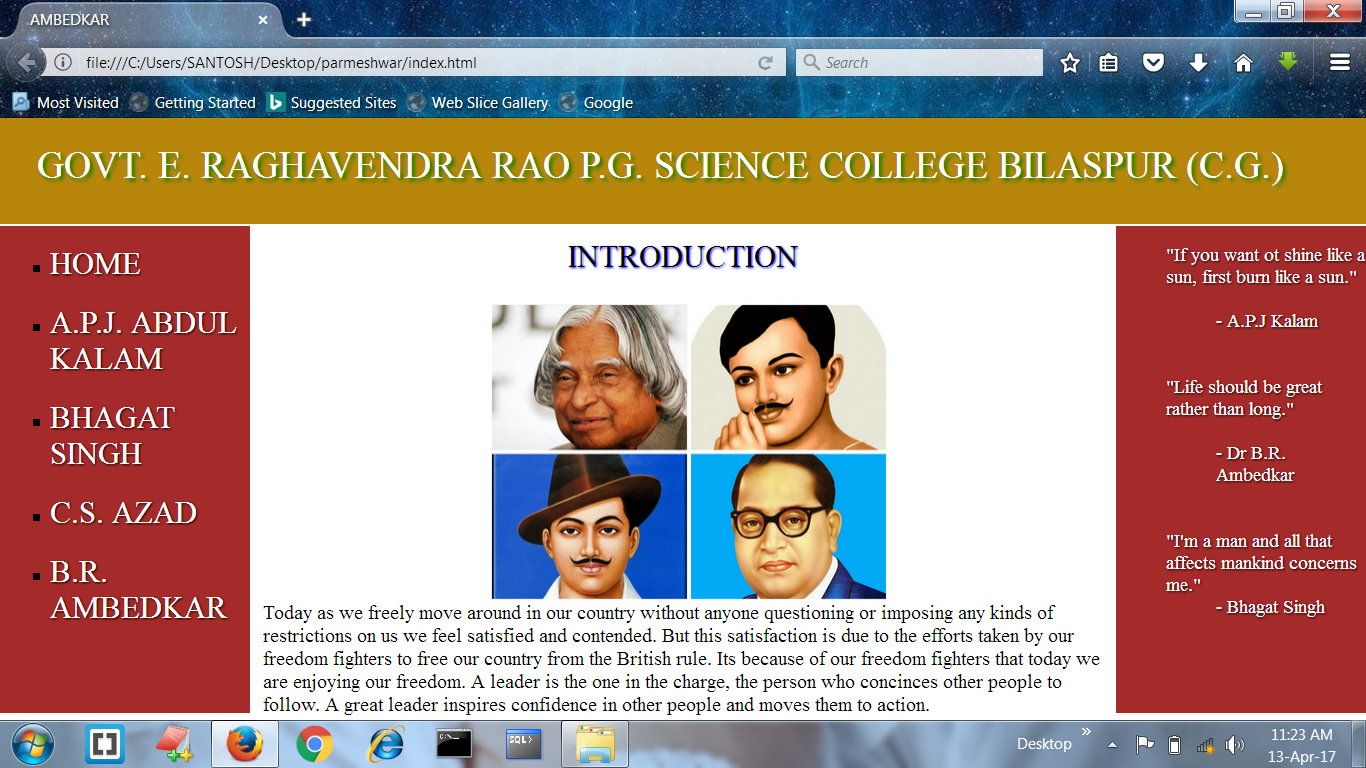 AMBEDKAR
file:///C:/Users/SANTOSH/Desktop/parmeshwar/index.html
Search
Most Visited
Getting Started
Suggested Sites
Web Slice Gallery
Google
GOVT. E. RAGHAVENDRA RAO P.G. SCIENCE COLLEGE BILASPUR (C.G.)
HOME
A.P.J. ABDUL
KALAM
BHAGAT
SINGH
C.S. AZAD
B.R.
AMBEDKAR
INTRODUCTION
Today as we freely move around in our country without anyone questioning or imposing any kinds of
restrictions on us we feel satisfied and contended. But this satisfaction is due to the efforts taken by our
freedom fighters to free our country from the British rule. Its because of our freedom fighters that today we
are enjoying our freedom. A leader is the one in the charge, the person who concinces other people to
follow. A great leader inspires confidence in other people and moves them to action.
"If you want ot shine like a
sun, first burn like a sun."
- A.P.J Kalam
"Life should be great
rather than long."
- Dr B.R.
Ambedkar
"I'm a man and all that
affects mankind concerns
me."
- Bhagat Singh
C:\>_
SQL>
Desktop
11:23 AM
13-Apr-17